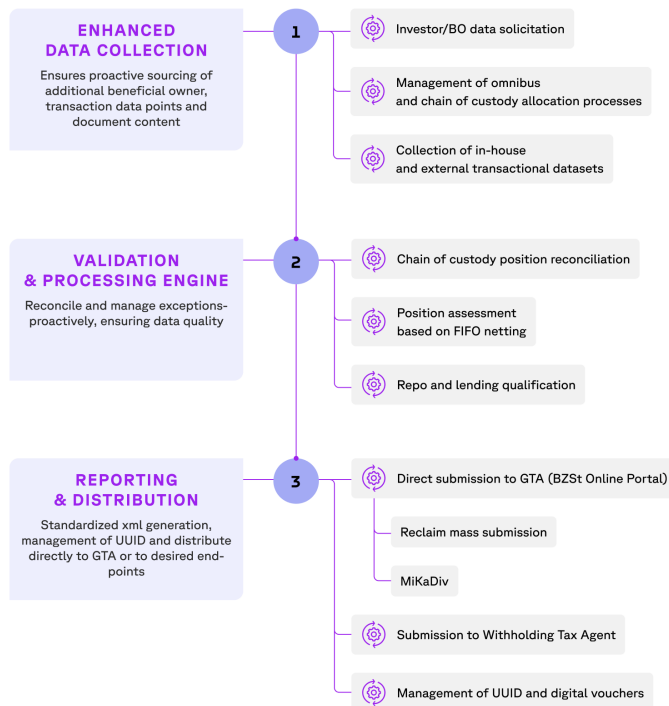 ENHANCED
DATA COLLECTION
Ensures proactive sourcing of
additional beneficial owner,
transaction data points and
document content
1
Investor/BO data solicitation
Management of omnibus
and chain of custody allocation processes
Collection of in-house
and external transactional datasets
VALIDATION
& PROCESSING ENGINE
Reconcile and manage exceptions-
proactively, ensuring data quality
2
Chain of custody position reconciliation
Position assessment
based on FIFO netting
Repo and lending qualification
REPORTING
& DISTRIBUTION
Standardized xml generation,
management of UUID and distribute
directly to GTA or to desired end-
points
3
Direct submission to GTA (BZSt Online Portal)
Reclaim mass submission
MiKaDiv
Submission to Withholding Tax Agent
Management of UUID and digital vouchers